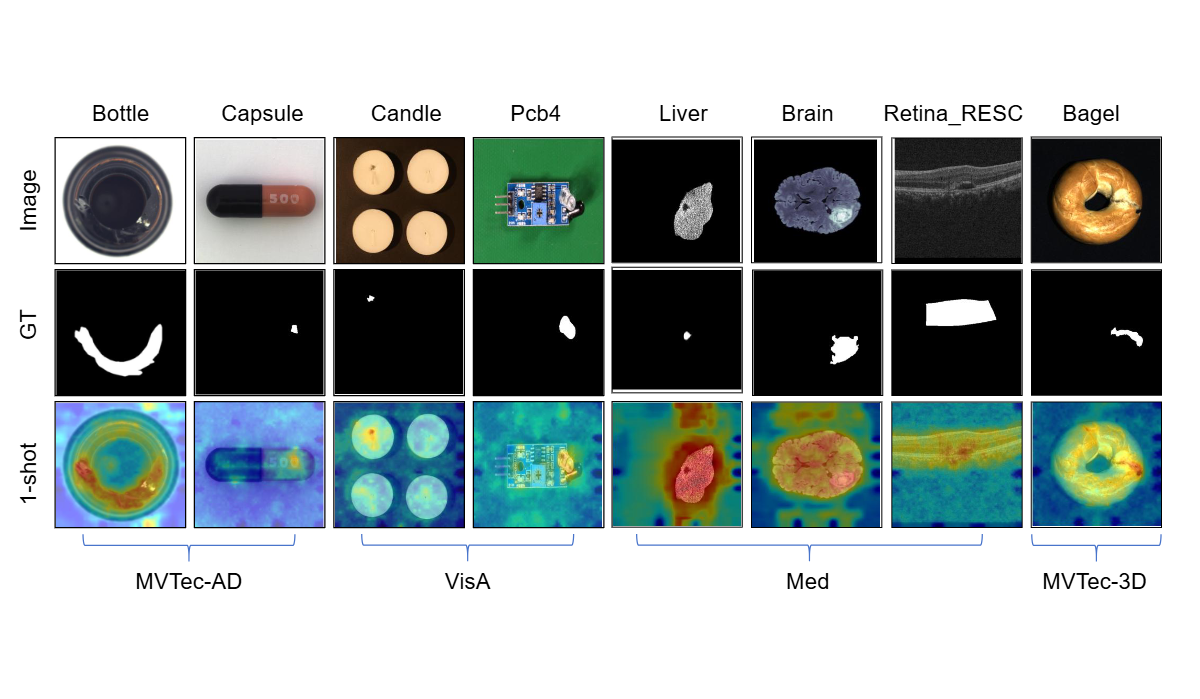 Bottle Capsule Candle Pcb4 Liver Brain Retina_RESC Bagel
Image
500
GT
1-shot
500
MVTec-AD VisA Med MVTec-3D